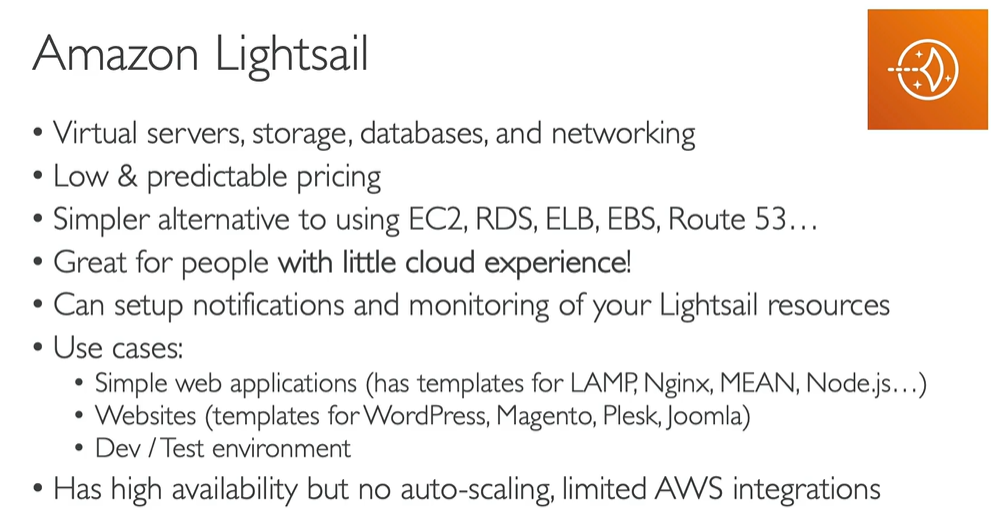 Amazon Lightsail
• Virtual servers, storage, databases, and networking
• Low & predictable pricing
• Simpler alternative to using EC2, RDS, ELB, EBS, Route 53…
• Great for people with little cloud experience!
• Can setup notifications and monitoring of your Lightsail resources
• Use cases:
• Simple web applications (has templates for LAMP, Nginx, MEAN, Node.js…)
• Websites (templates for WordPress, Magento, Plesk, Joomla)
• Dev / Test environment
• Has high availability but no auto-scaling, limited AWS integrations